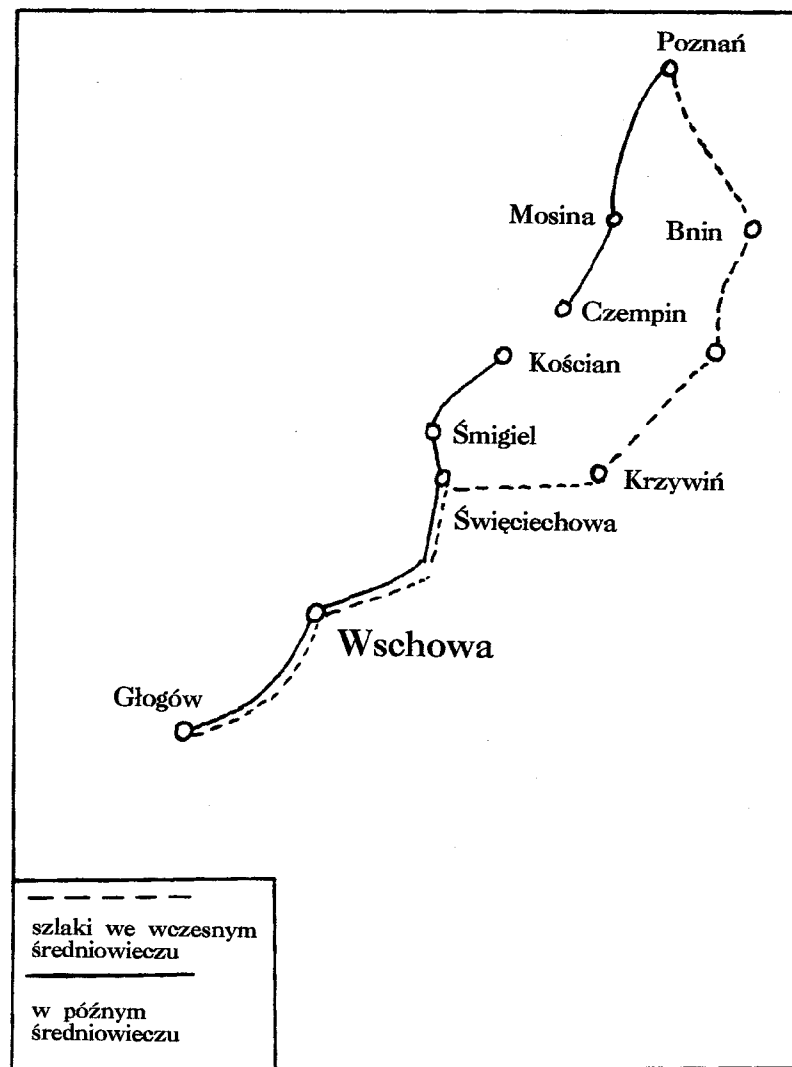 Poznań
Mosina
Bnin
Czempin
Kościan
Śmigiel
Krzywiń
Święciechowa
Wschowa
Głogów
szlaki we wczesnym
średniowieczu
w późnym
średniowieczu